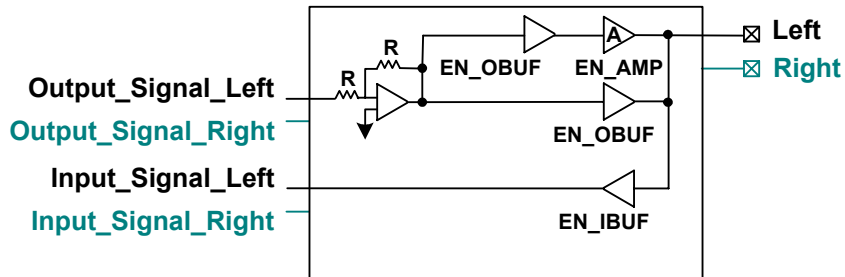 R
R
A
EN_OBUF
EN_AMP
Left
Right
Output_Signal_Left
Output_Signal_Right
EN_OBUF
Input_Signal_Left
Input_Signal_Right
EN_IBUF